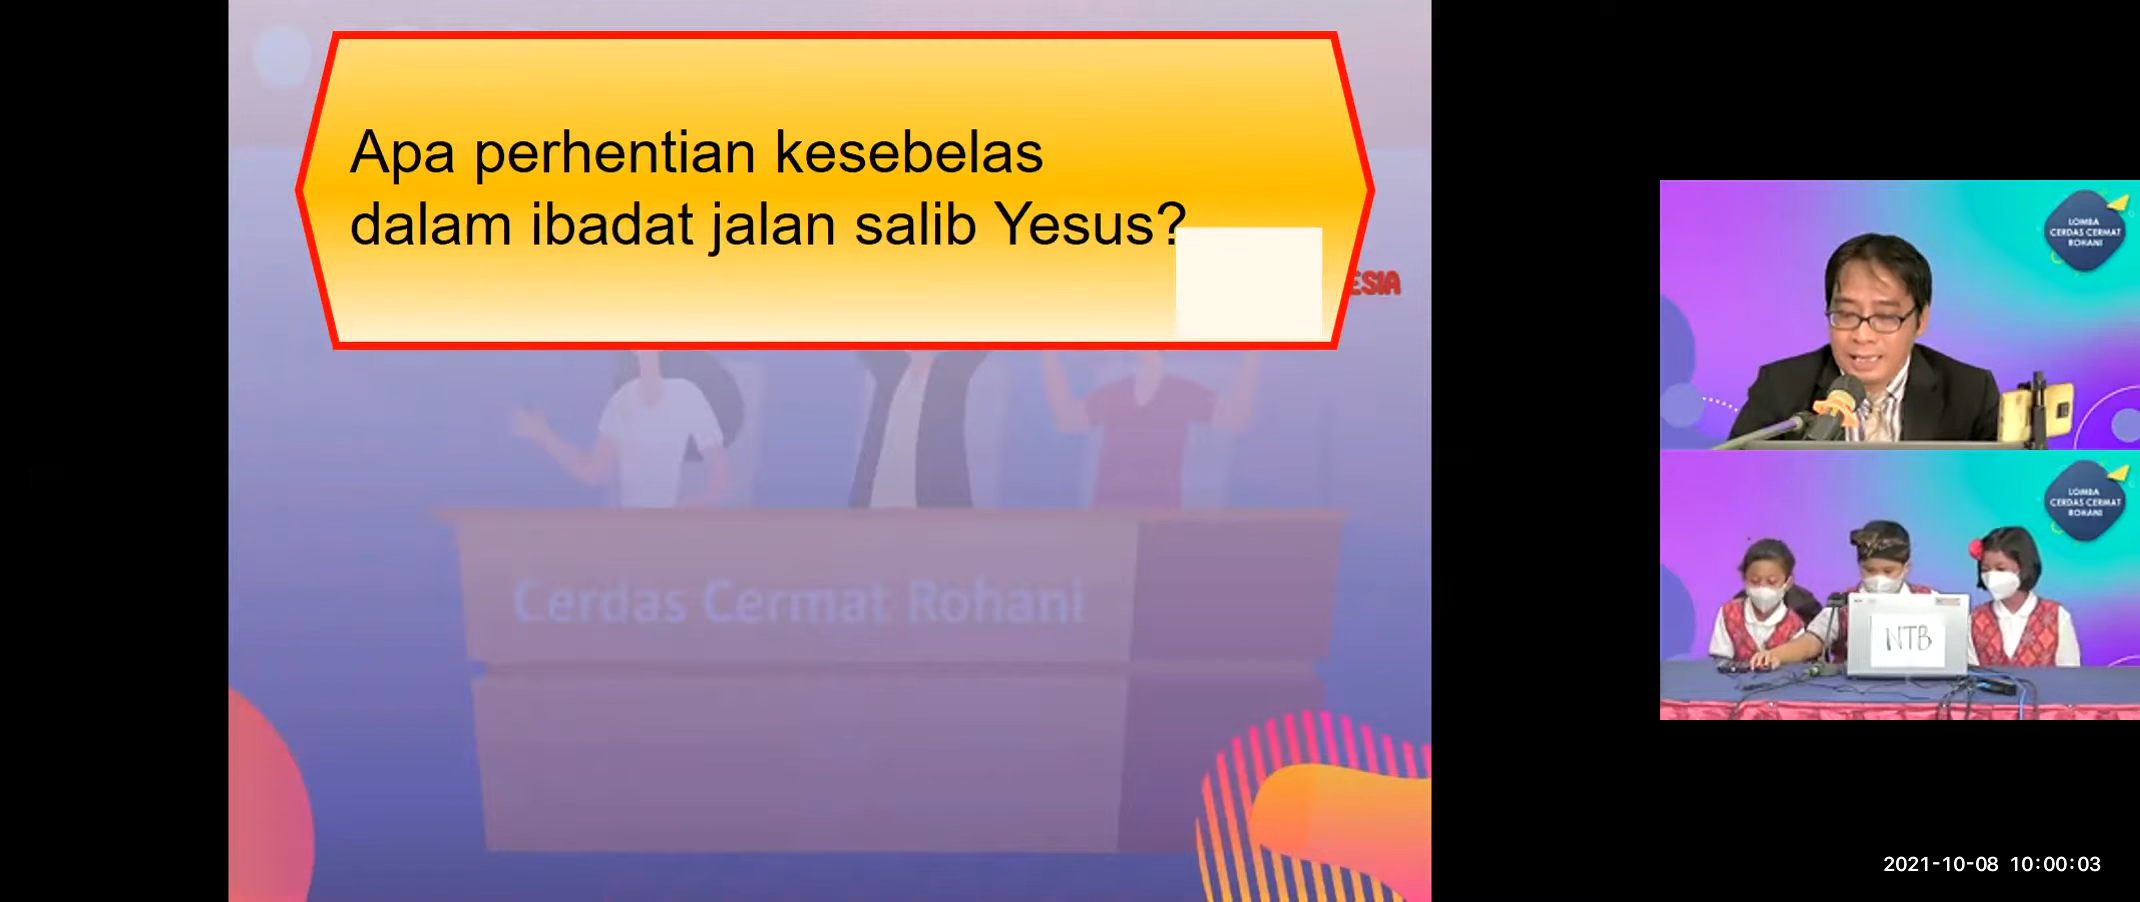 Apa perhentian kesebelas
dalam ibadat jalan salib Yesus?
ESIA
Cerdas Cermat Rohani
LOMBA
CERDAS CERMAT
ROHANI
LOMBA
CERDAS CERMAT
ROHANI
NTB
2021-10-08 10:00:03